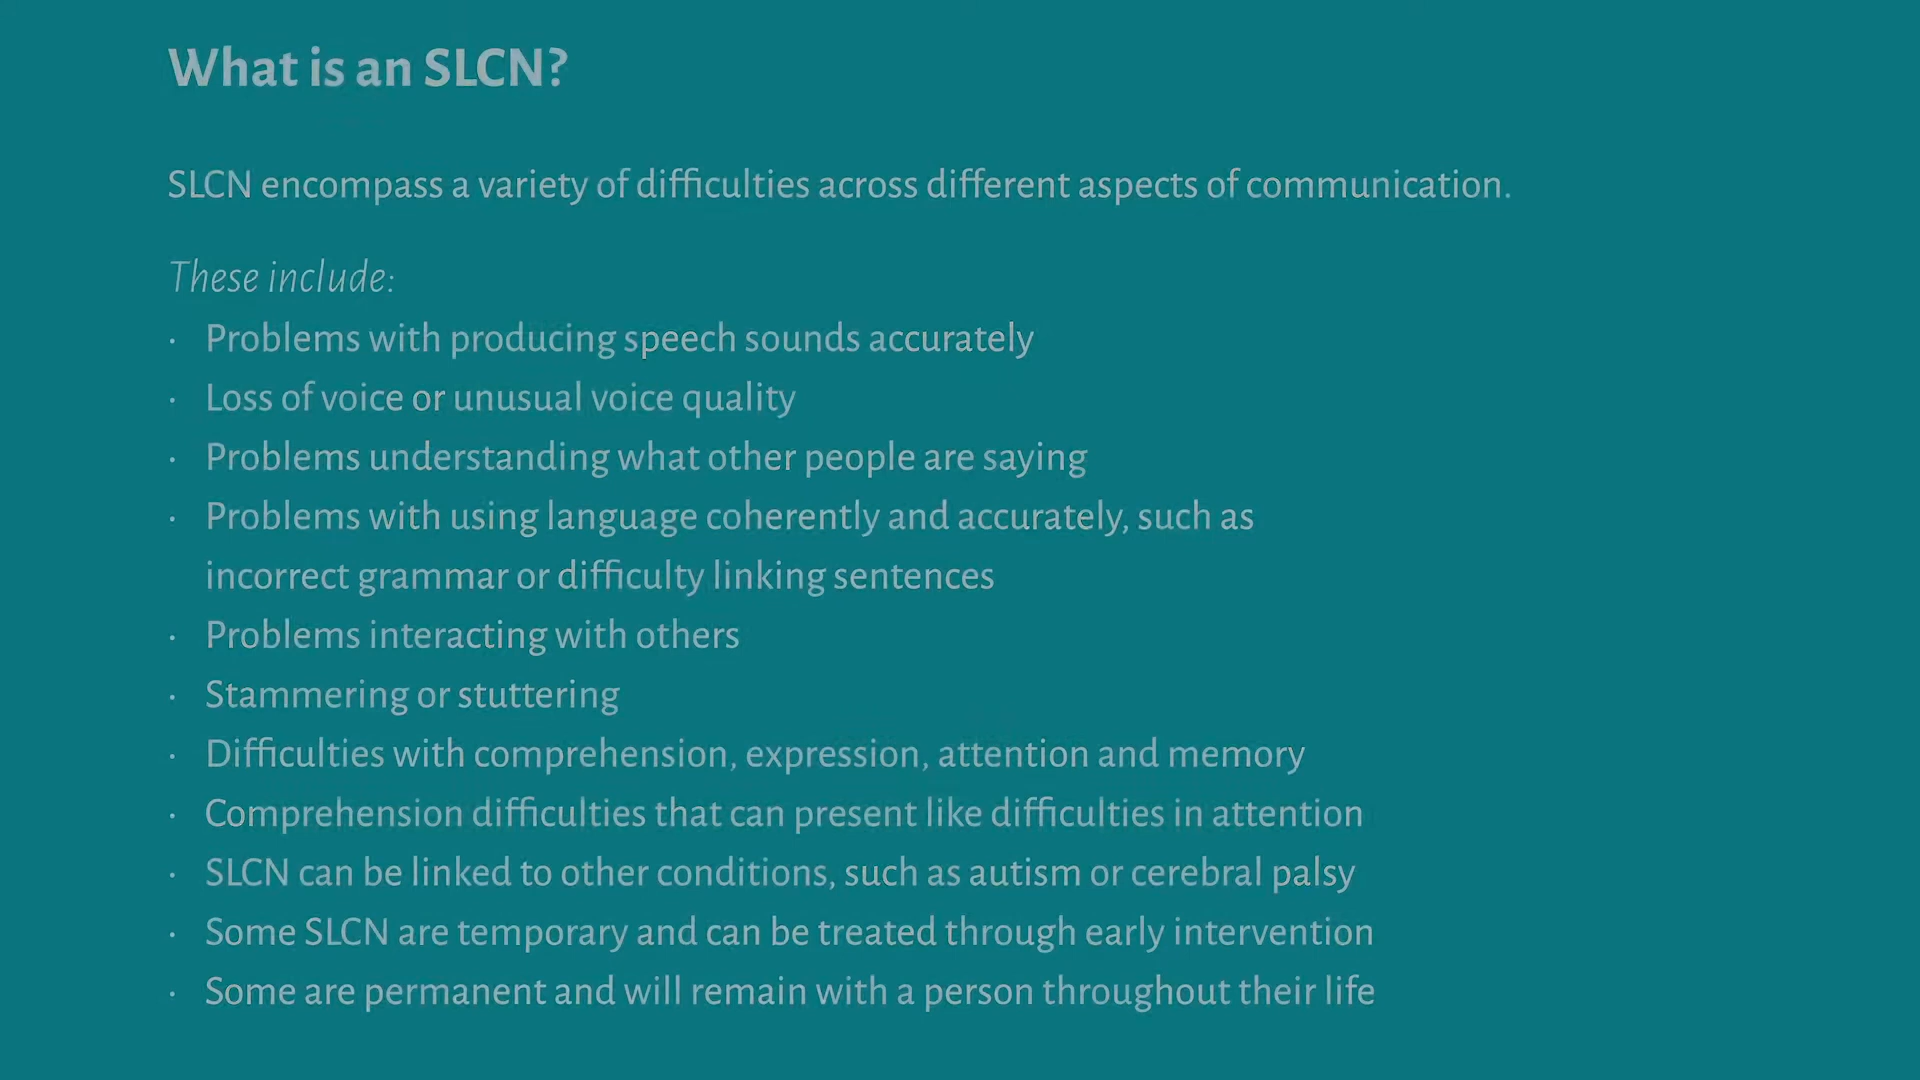 What is an SLCN?
SLCN encompass a variety of difficulties across different aspects of communication.
These include:
· Problems with producing speech sounds accurately
· Loss of voice or unusual voice quality
· Problems understanding what other people are saying
· Problems with using language coherently and accurately, such as
incorrect grammar or difficulty linking sentences
· Problems interacting with others
· Stammering or stuttering
· Difficulties with comprehension, expression, attention and memory
· Comprehension difficulties that can present like difficulties in attention
· SLCN can be linked to other conditions, such as autism or cerebral palsy
· Some SLCN are temporary and can be treated through early intervention
· Some are permanent and will remain with a person throughout their life